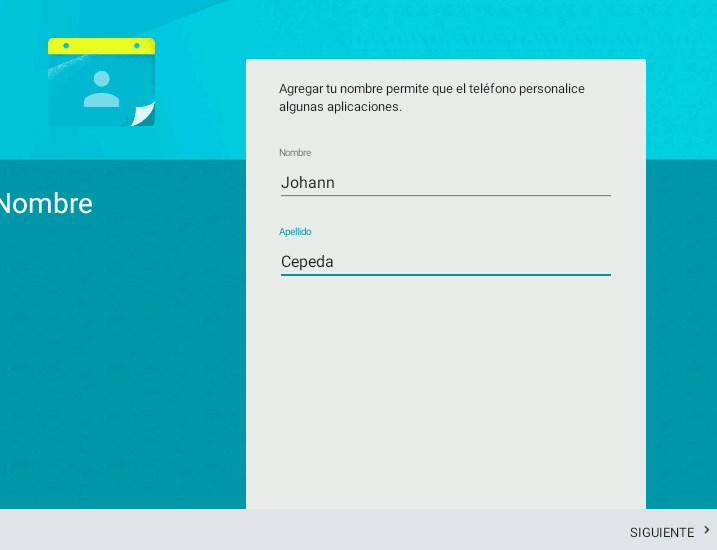 Nombre
Agregar tu nombre permite que el teléfono personalice
algunas aplicaciones.
Nombre
Johann
Apellido
Cepeda
SIGUIENTE